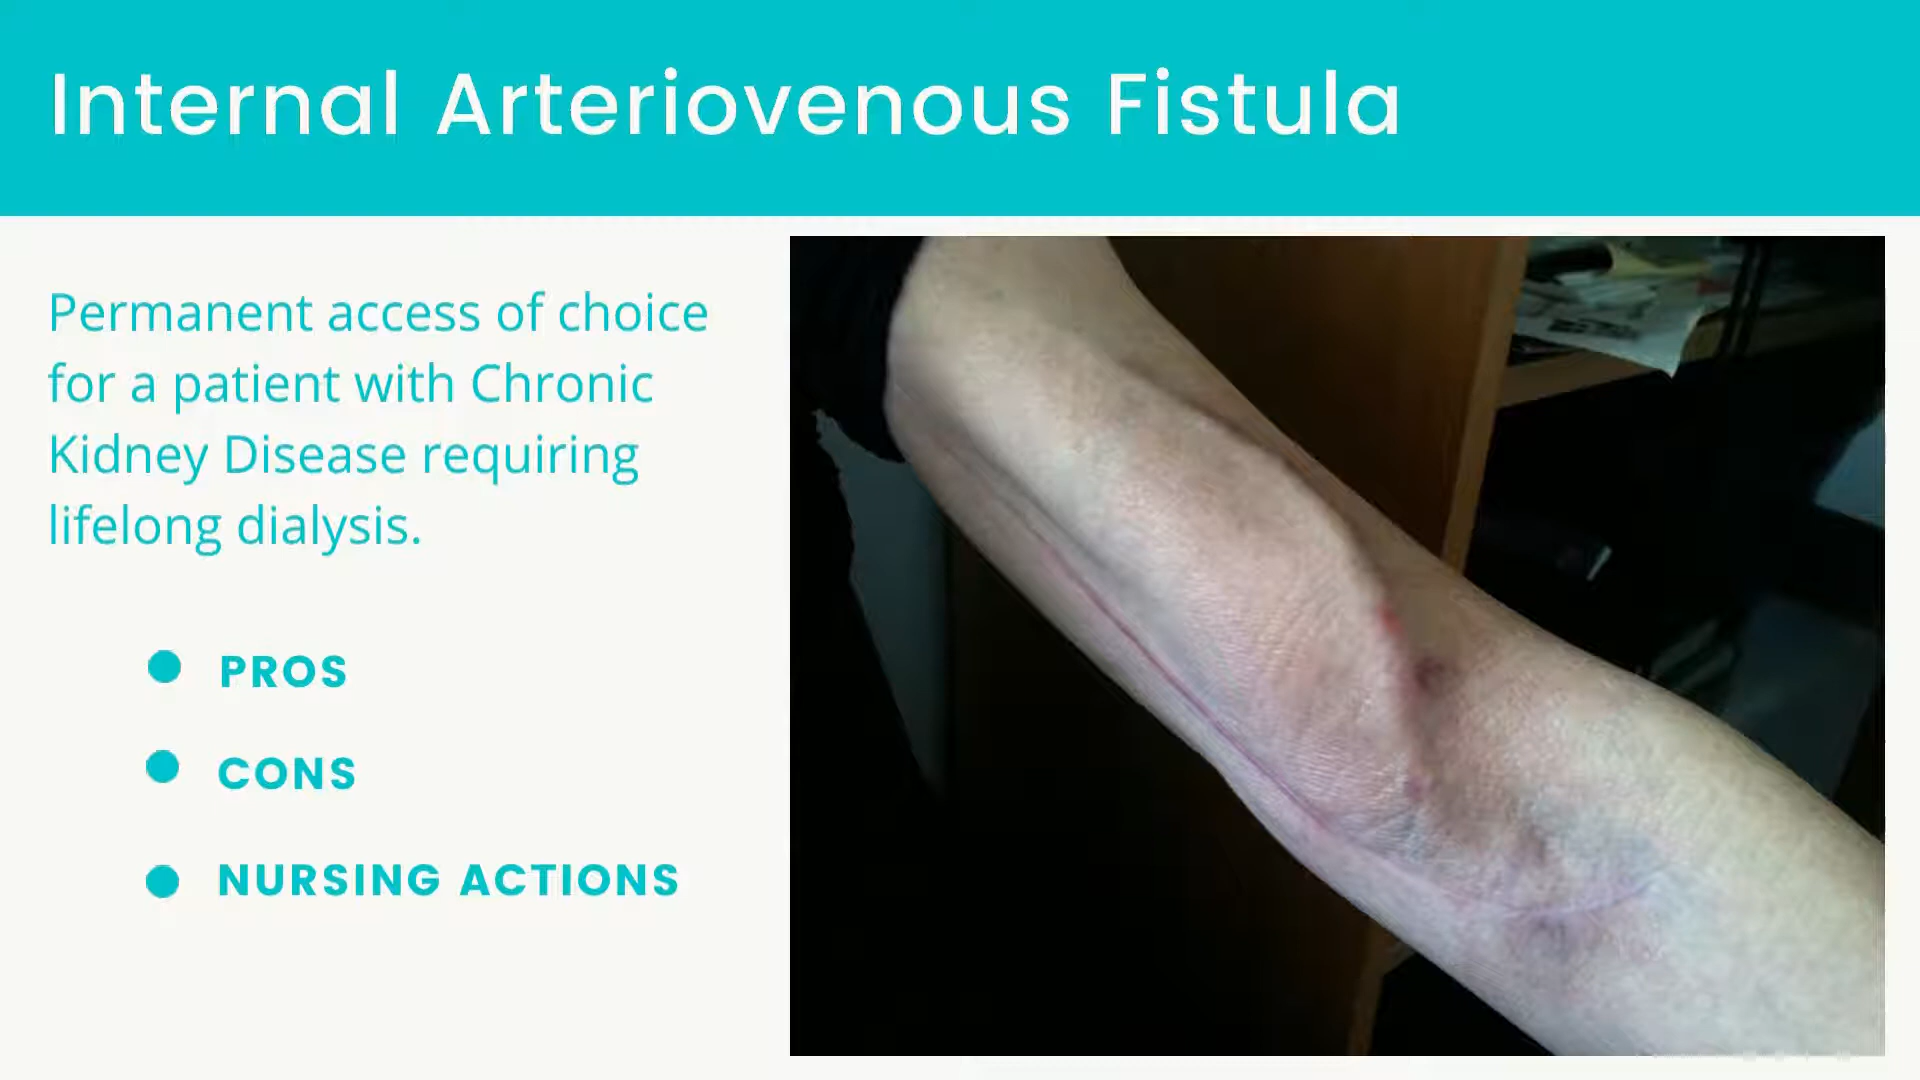 Internal Arteriovenous Fistula
Permanent access of choice
for a patient with Chronic
Kidney Disease requiring
lifelong dialysis.
PROS
CONS
NURSING ACTIONS